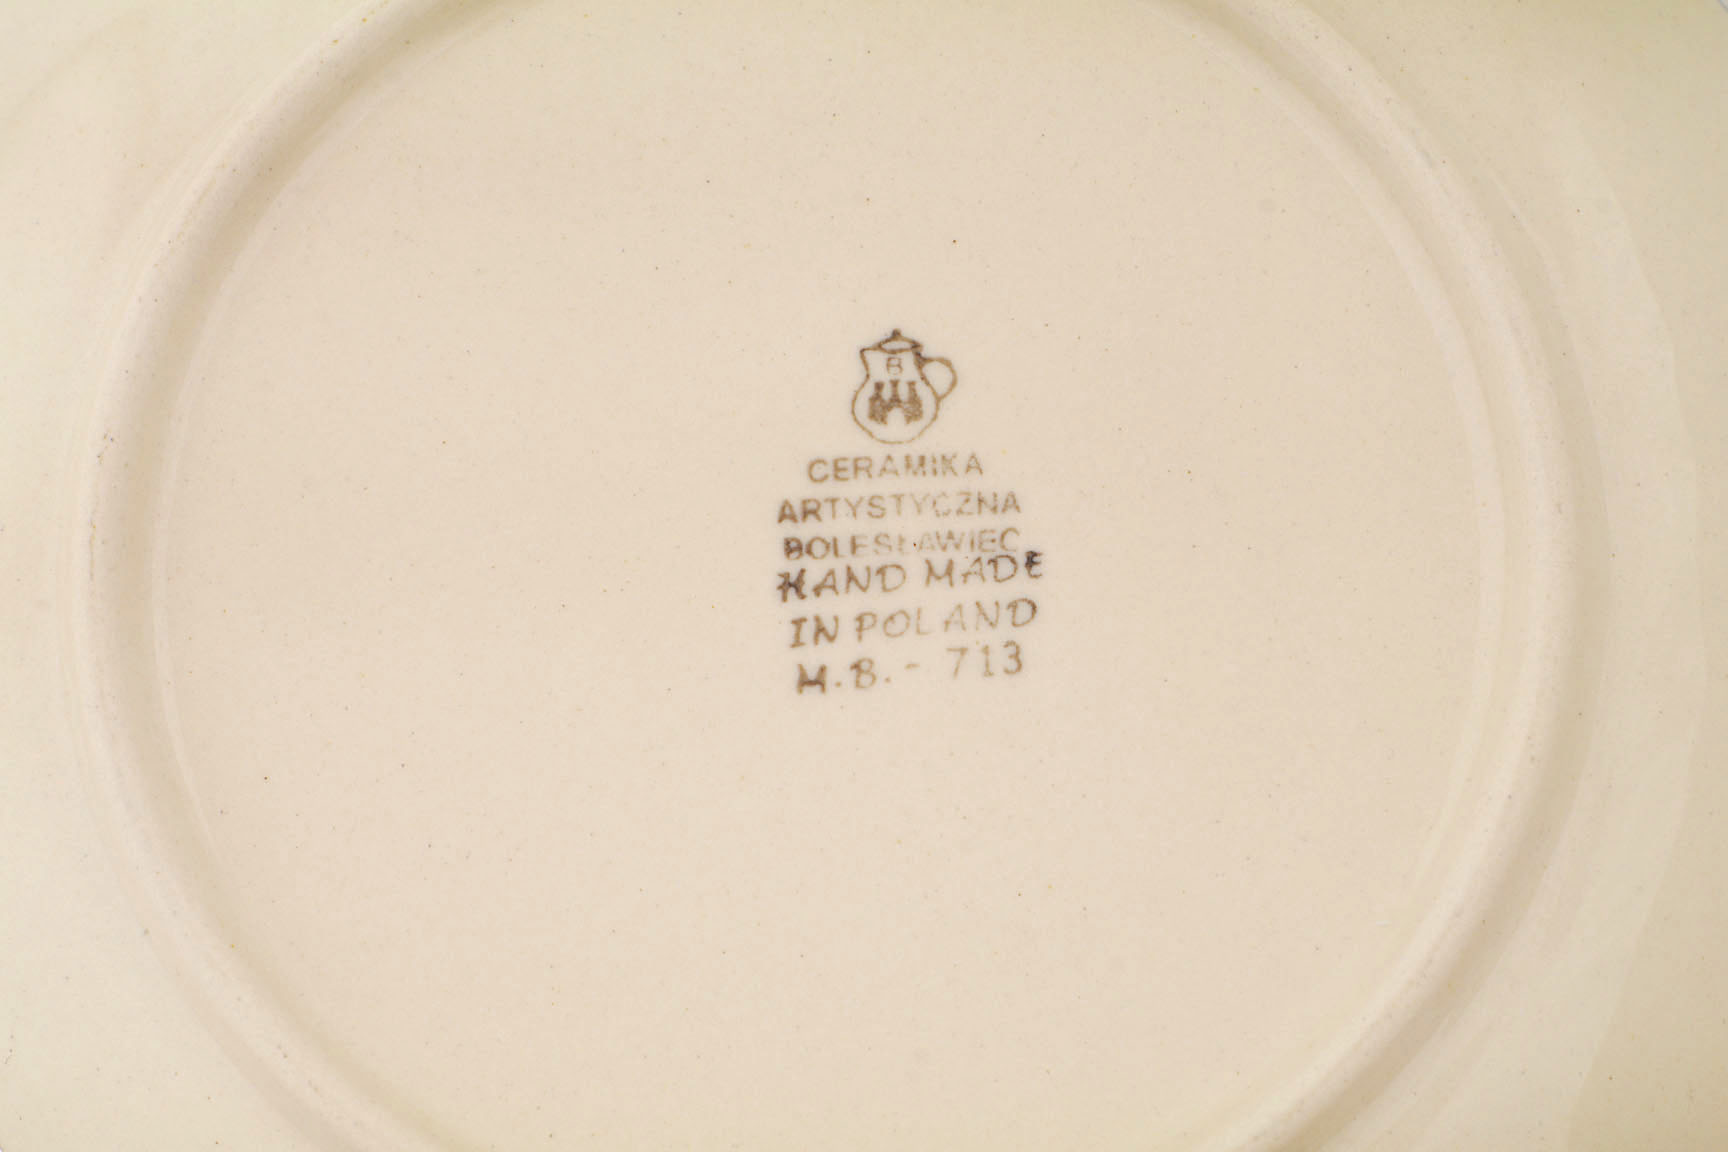 B
CERAMIKA
ARTYSTYCZNA
BOLESŁAWIEC
HAND MADE
IN POLAND
M.B. - 713